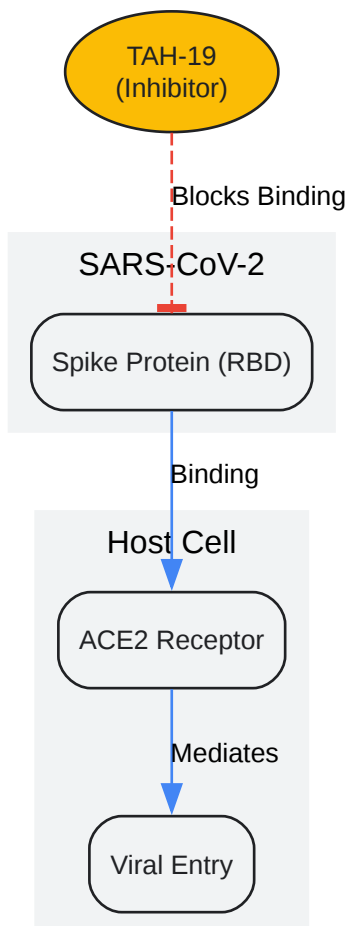 TAH-19
(Inhibitor)
Blocks Binding
SARS-CoV-2
Spike Protein (RBD)
Binding
Host Cell
ACE2 Receptor
Mediates
Viral Entry